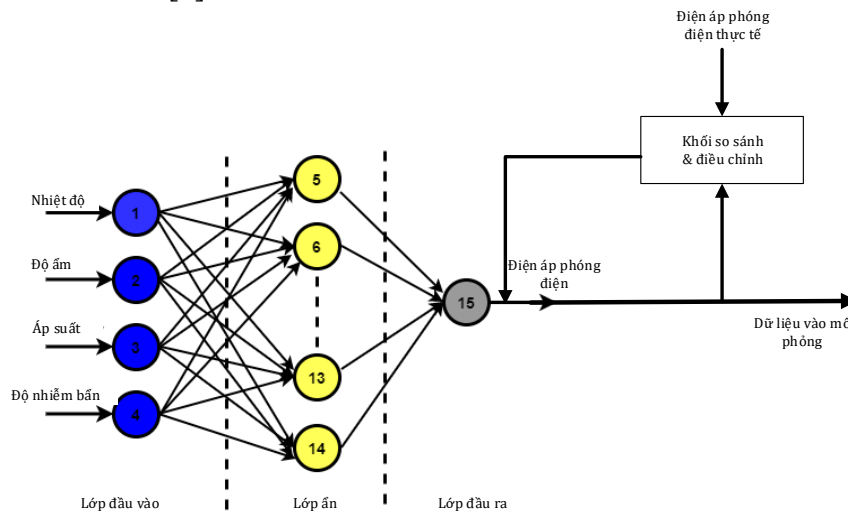 Điện áp phóng
điện thực tế
Khối so sánh
& điều chỉnh
Nhiệt độ
Độ ẩm
Áp suất
Độ nhiễm bẩn
1
2
3
4
5
6
13
14
15
Điện áp phóng
điện
Dữ liệu vào mô
phỏng
Lớp đầu vào
Lớp ẩn
Lớp đầu ra